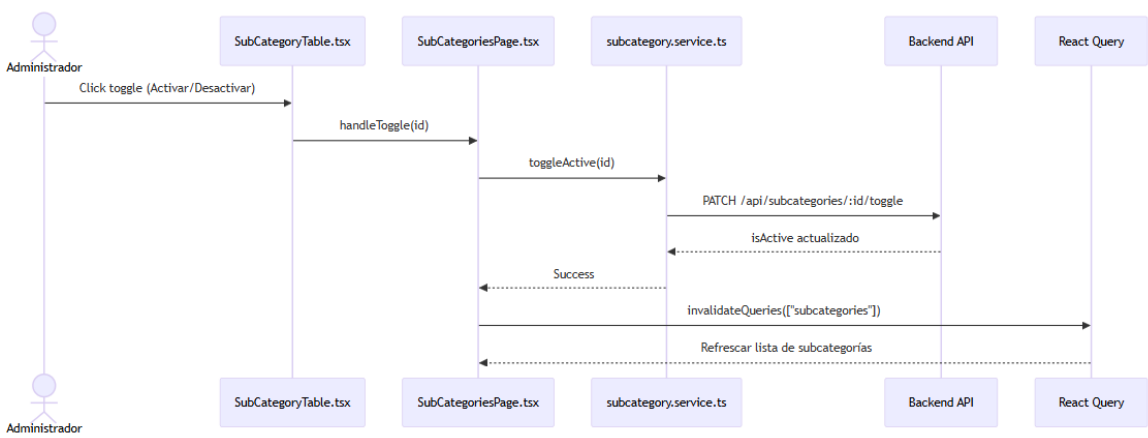 Administrador
SubCategoryTable.tsx
SubCategoriesPage.tsx
subcategory.service.ts
Backend API
React Query
Click toggle (Activar/Desactivar)
handleToggle(id)
toggleActive(id)
PATCH /api/subcategories/:id/toggle
isActive actualizado
Success
invalidateQueries(["subcategories"])
Refrescar lista de subcategorías
Administrador
SubCategoryTable.tsx
SubCategoriesPage.tsx
subcategory.service.ts
Backend API
React Query